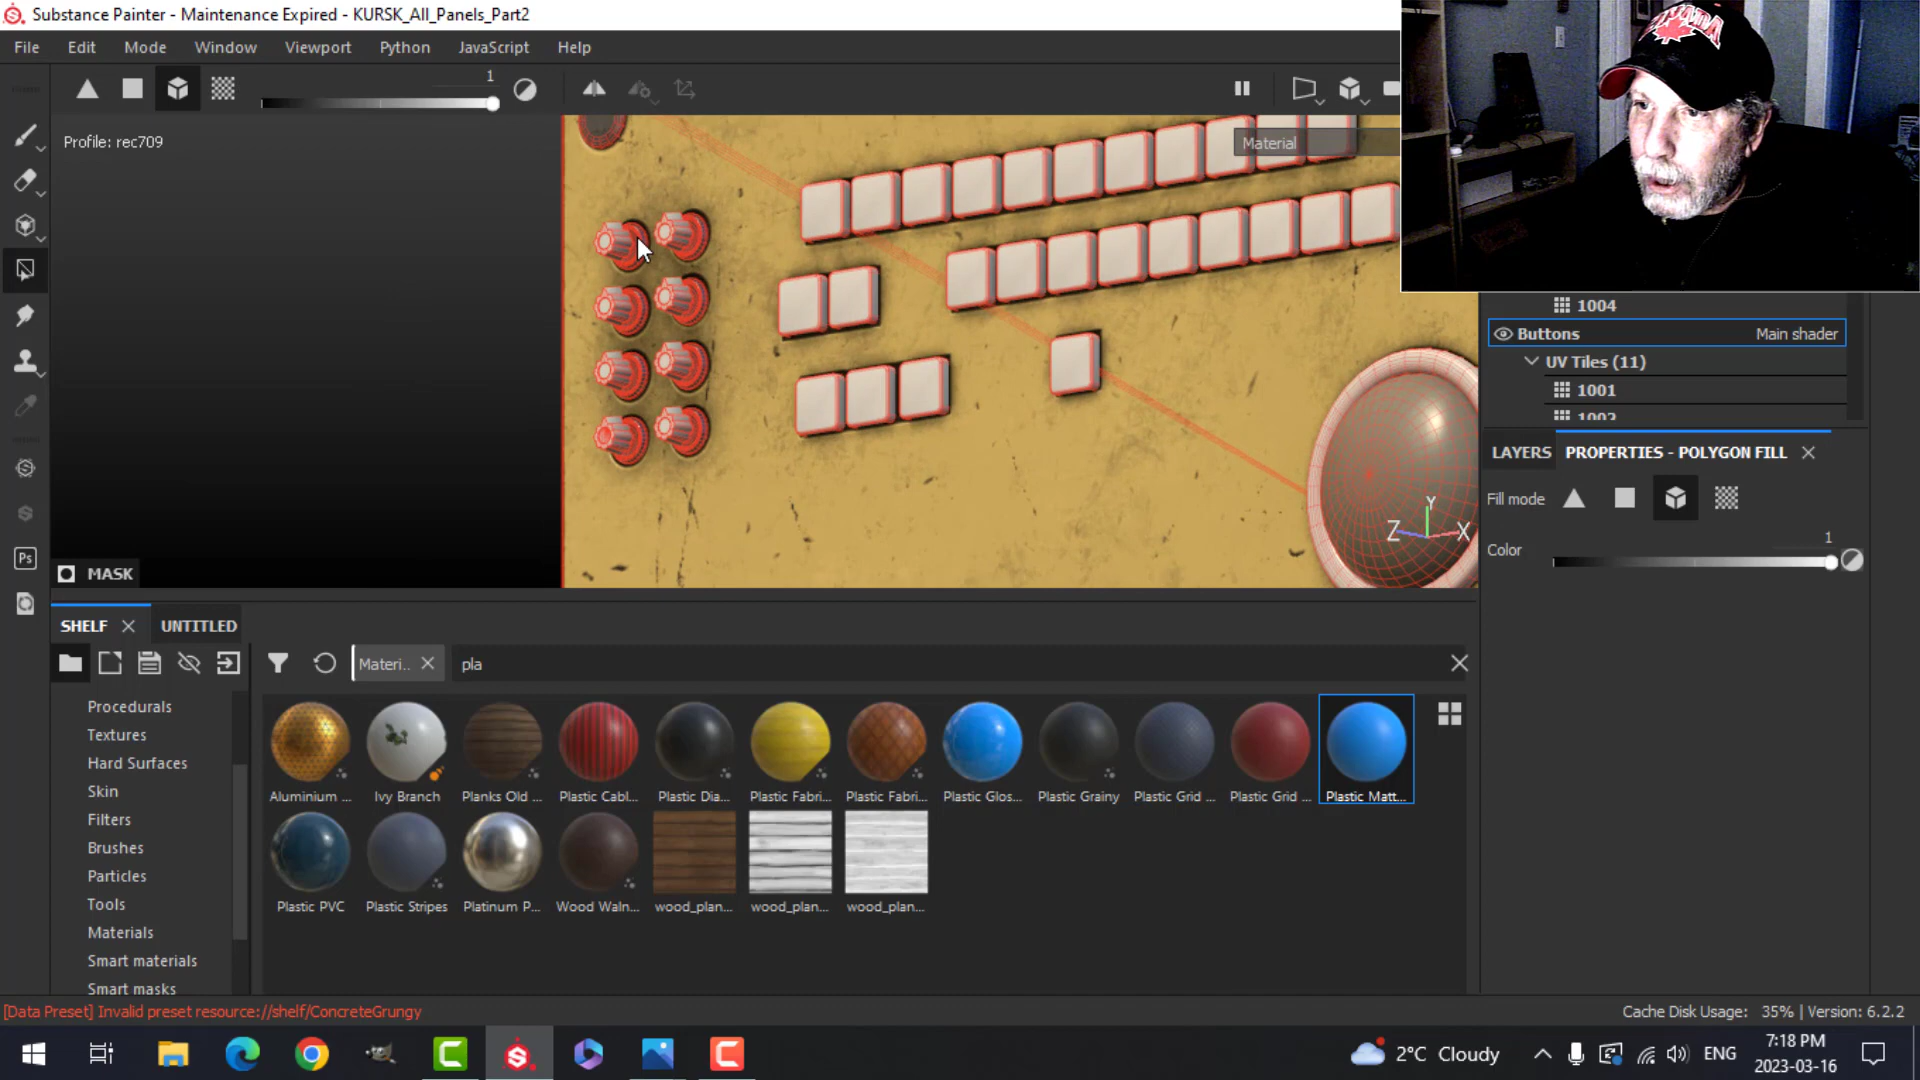 Substance Painter - Maintenance Expired - KURSK_All_Panels_Part2
File Edit Mode Window Viewport Python JavaScript Help
1
Profile: rec709
Material
CANADA
1004
Buttons Main shader
UV Tiles (11)
1001
1002
LAYERS PROPERTIES - POLYGON FILL
Fill mode
Y
Z X
1
Color
MASK
SHELF UNTITLED
Materi.. pla
Procedurals
Textures
Hard Surfaces
Skin
Filters
Brushes
Particles
Tools
Materials
Smart materials
Smart masks
Aluminium ... Ivy Branch Planks Old ... Plastic Cabl... Plastic Dia... Plastic Fabri... Plastic Fabri... Plastic Glos... Plastic Grainy Plastic Grid ... Plastic Grid ... Plastic Matt...
Plastic PVC Plastic Stripes Platinum P... Wood Waln... wood_plan... wood_plan... wood_plan...
[Data Preset] Invalid preset resource://shelf/ConcreteGrungy
Cache Disk Usage: 35% | Version: 6.2.2
Ps
2°C Cloudy ENG 7:18 PM
2023-03-16